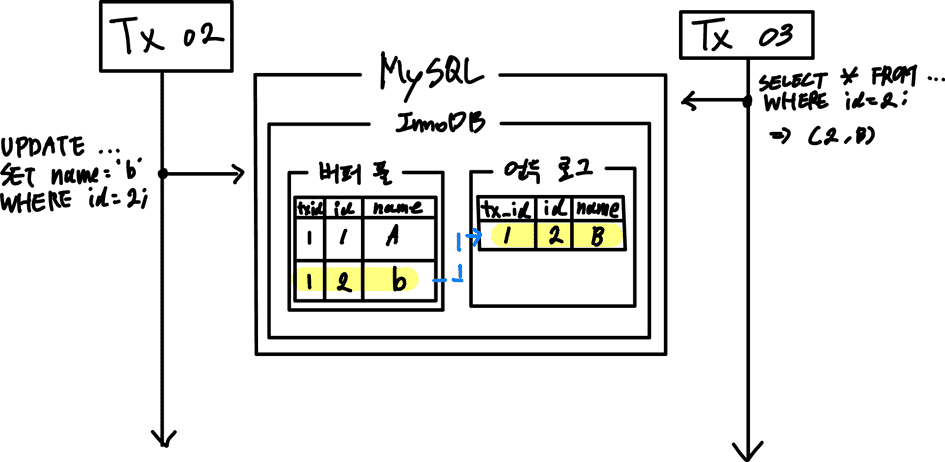 Tx 02
Tx 03
MySQL
SELECT * FROM ...
WHERE id=2;
=> (2, B)
InnoDB
UPDATE ...
SET name='b'
WHERE id=2;
버퍼 풀
언두 로그
txid id name
1 1 A
1 2 b
tx_id id name
1 2 B